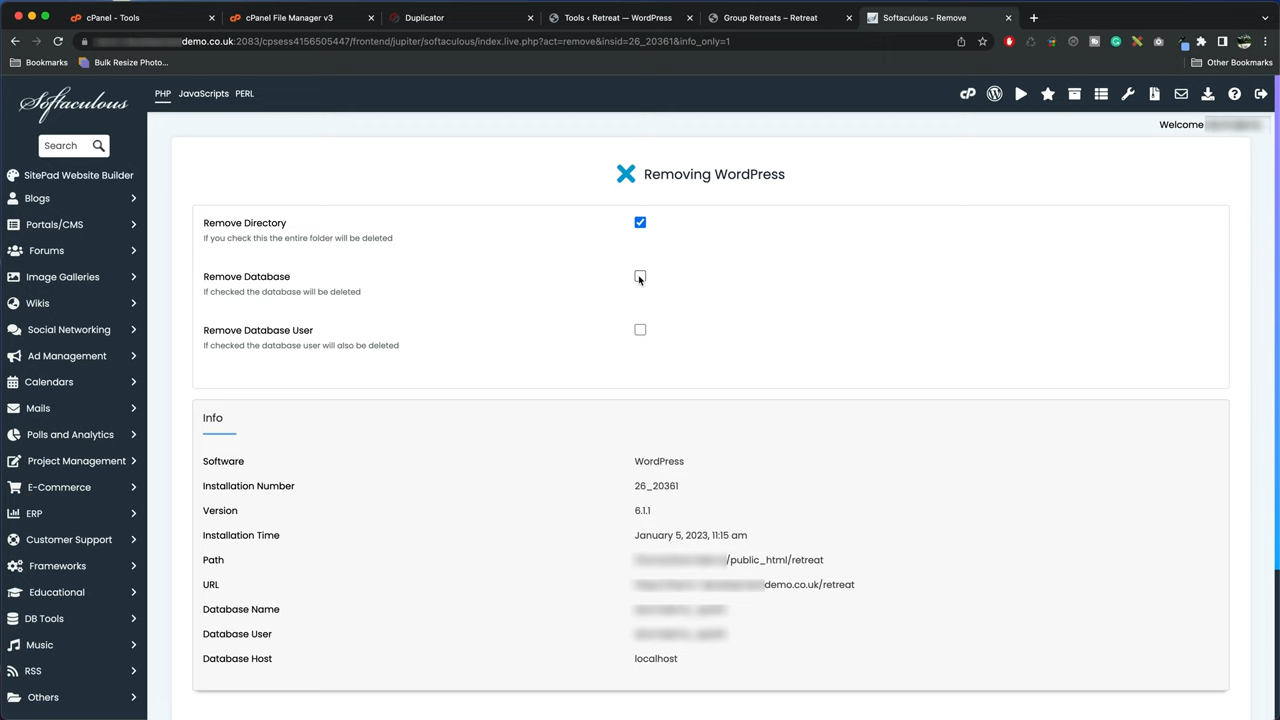 cPanel - Tools
cPanel File Manager v3
Duplicator
Tools ‹ Retreat — WordPress
Group Retreats – Retreat
Softaculous - Remove
demo.co.uk:2083/cpsess4156505447/frontend/jupiter/softaculous/index.live.php?act=remove&insid=26_20361&info_only=1
Bookmarks
Bulk Resize Photo...
Other Bookmarks
Softaculous
PHP JavaScripts PERL
Welcome
Search
SitePad Website Builder
Blogs
Portals/CMS
Forums
Image Galleries
Wikis
Social Networking
Ad Management
Calendars
Mails
Polls and Analytics
Project Management
E-Commerce
ERP
Customer Support
Frameworks
Educational
DB Tools
Music
RSS
Others
Removing WordPress
Remove Directory
If you check this the entire folder will be deleted
Remove Database
If checked the database will be deleted
Remove Database User
If checked the database user will also be deleted
Info
Software WordPress
Installation Number 26_20361
Version 6.1.1
Installation Time January 5, 2023, 11:15 am
Path /public_html/retreat
URL demo.co.uk/retreat
Database Name
Database User
Database Host localhost